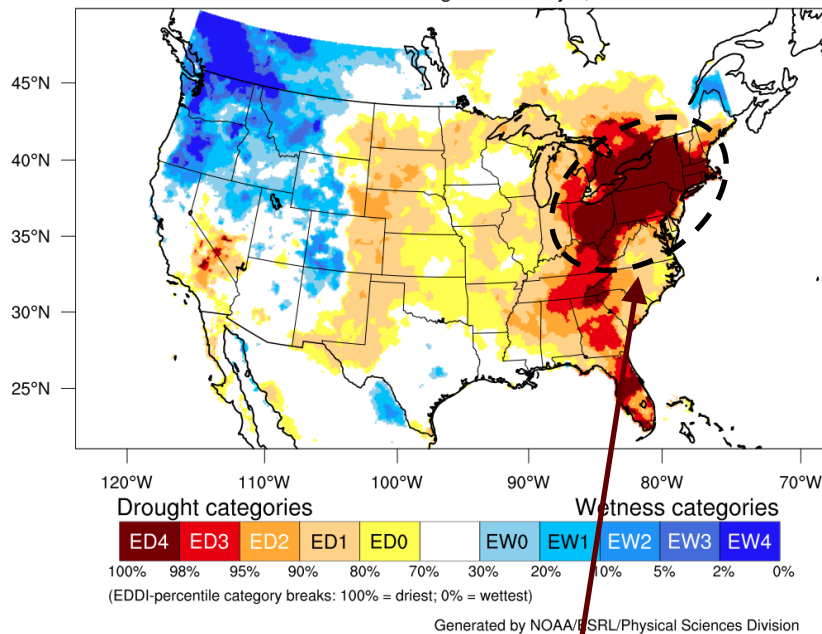 45°N
40°N
35°N
30°N
25°N
120°W 110°W 100°W 90°W 80°W 70°W
Drought categories Wetness categories
ED4 ED3 ED2 ED1 ED0 EW0 EW1 EW2 EW3 EW4
100% 98% 95% 90% 80% 70% 30% 20% 10% 5% 2% 0%
(EDDI-percentile category breaks: 100% = driest; 0% = wettest)
Generated by NOAA/ESRL/Physical Sciences Division